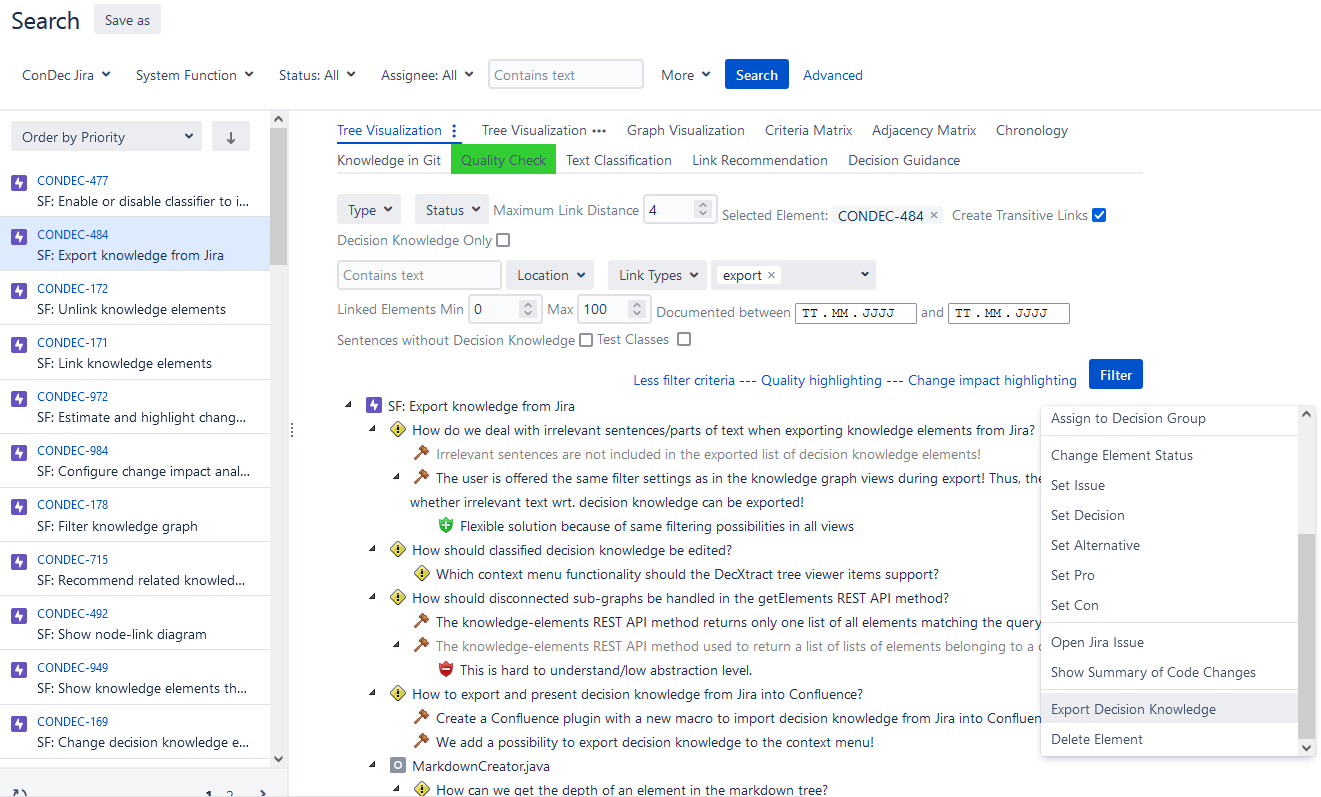 Search Save as
ConDec Jira System Function Status: All Assignee: All Contains text More Search Advanced
Order by Priority
CONDEC-477
SF: Enable or disable classifier to i...
CONDEC-484
SF: Export knowledge from Jira
CONDEC-172
SF: Unlink knowledge elements
CONDEC-171
SF: Link knowledge elements
CONDEC-972
SF: Estimate and highlight chang...
CONDEC-984
SF: Configure change impact anal...
CONDEC-178
SF: Filter knowledge graph
CONDEC-715
SF: Recommend related knowled...
CONDEC-492
SF: Show node-link diagram
CONDEC-949
SF: Show knowledge elements th...
CONDEC-169
SF: Change decision knowledge e...
1 2
Tree Visualization Tree Visualization Graph Visualization Criteria Matrix Adjacency Matrix Chronology
Knowledge in Git Quality Check Text Classification Link Recommendation Decision Guidance
Type Status Maximum Link Distance 4 Selected Element: CONDEC-484 × Create Transitive Links
Decision Knowledge Only
Contains text Location Link Types export ×
Linked Elements Min 0 Max 100 Documented between TT.MM.JJJJ and TT.MM.JJJJ
Sentences without Decision Knowledge Test Classes
Less filter criteria --- Quality highlighting --- Change impact highlighting Filter
SF: Export knowledge from Jira
How do we deal with irrelevant sentences/parts of text when exporting knowledge elements from Jira?
Irrelevant sentences are not included in the exported list of decision knowledge elements!
The user is offered the same filter settings as in the knowledge graph views during export! Thus, the
whether irrelevant text wrt. decision knowledge can be exported!
Flexible solution because of same filtering possibilities in all views
How should classified decision knowledge be edited?
Which context menu functionality should the DecXtract tree viewer items support?
How should disconnected sub-graphs be handled in the getElements REST API method?
The knowledge-elements REST API method returns only one list of all elements matching the query
The knowledge-elements REST API method used to return a list of lists of elements belonging to a
This is hard to understand/low abstraction level.
How to export and present decision knowledge from Jira into Confluence?
Create a Confluence plugin with a new macro to import decision knowledge from Jira into Confluen
We add a possibility to export decision knowledge to the context menu!
MarkdownCreator.java
How can we get the depth of an element in the markdown tree?
Assign to Decision Group
Change Element Status
Set Issue
Set Decision
Set Alternative
Set Pro
Set Con
Open Jira Issue
Show Summary of Code Changes
Export Decision Knowledge
Delete Element